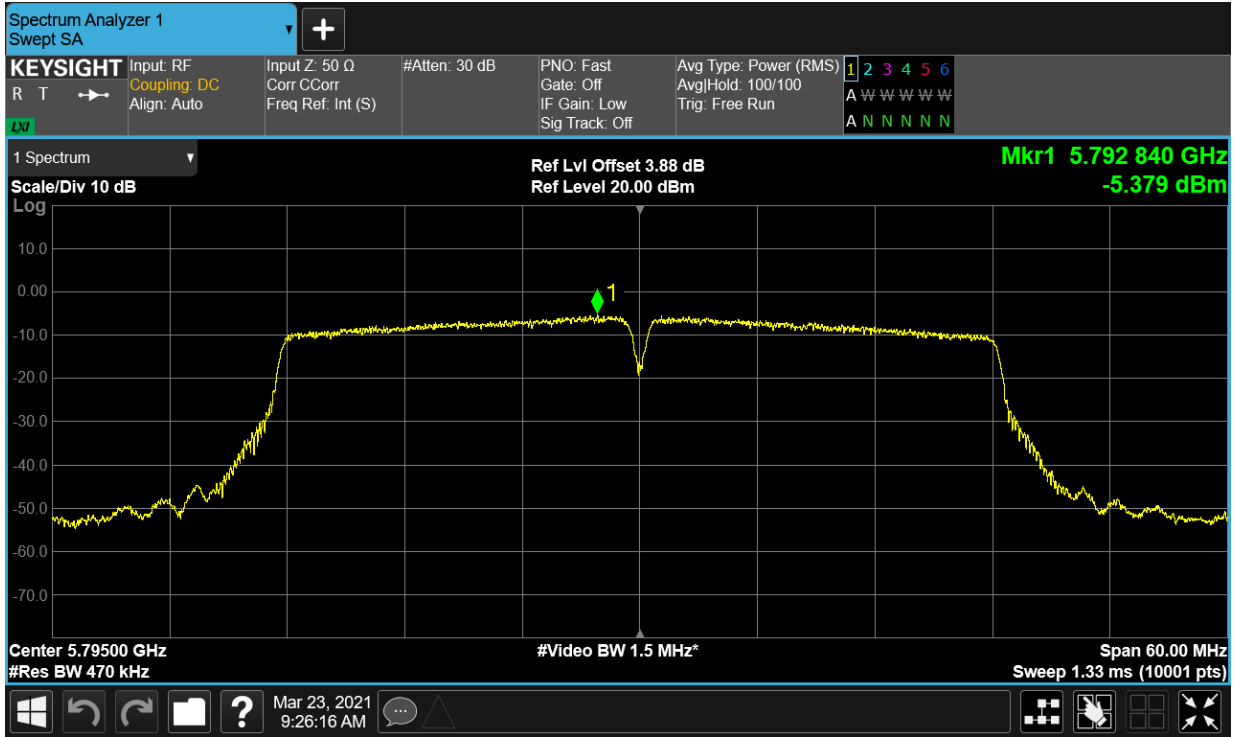 Spectrum Analyzer 1
Swept SA
+
KEYSIGHT
R T
LXI
Input: RF
Coupling: DC
Align: Auto
Input Z: 50 Ω
Corr CCorr
Freq Ref: Int (S)
#Atten: 30 dB
PNO: Fast
Gate: Off
IF Gain: Low
Sig Track: Off
Avg Type: Power (RMS)
Avg|Hold: 100/100
Trig: Free Run
1 2 3 4 5 6
A W W W W W
A N N N N N
1 Spectrum
Scale/Div 10 dB
Log
Ref Lvl Offset 3.88 dB
Ref Level 20.00 dBm
Mkr1 5.792 840 GHz
-5.379 dBm
10.0
0.00
-10.0
-20.0
-30.0
-40.0
-50.0
-60.0
-70.0
1
Center 5.79500 GHz
#Res BW 470 kHz
#Video BW 1.5 MHz*
Span 60.00 MHz
Sweep 1.33 ms (10001 pts)
?
Mar 23, 2021
9:26:16 AM